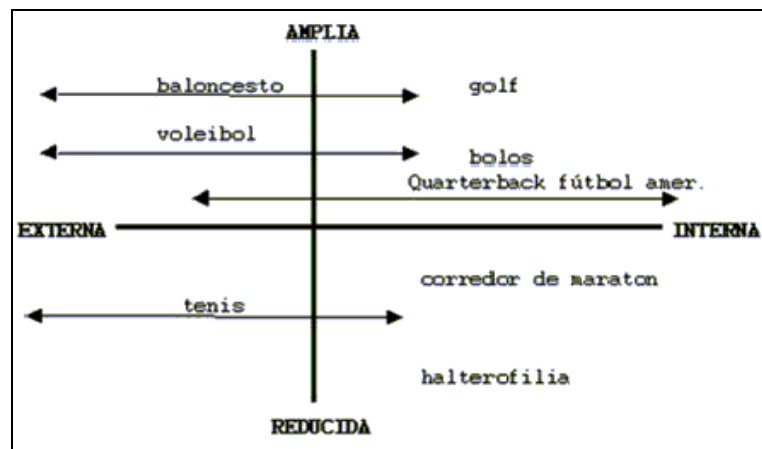 AMPLIA
baloncesto
golf
voleibol
bolos
Quarterback fútbol amer.
EXTERNA
INTERNA
corredor de maraton
tenis
halterofilia
REDUCIDA